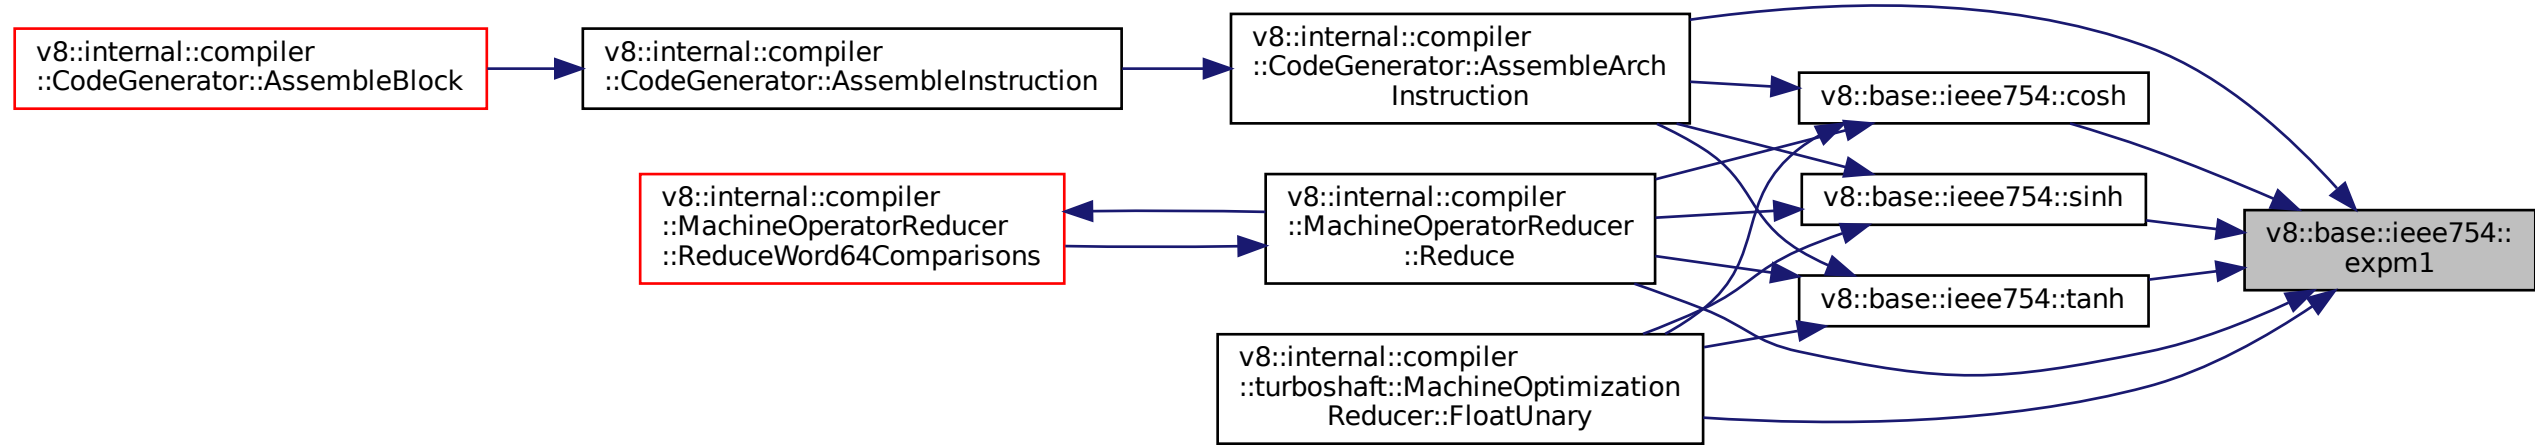 v8::internal::compiler
::CodeGenerator::AssembleBlock
v8::internal::compiler
::CodeGenerator::AssembleInstruction
v8::internal::compiler
::CodeGenerator::AssembleArch
Instruction
v8::base::ieee754::cosh
v8::internal::compiler
::MachineOperatorReducer
::ReduceWord64Comparisons
v8::internal::compiler
::MachineOperatorReducer
::Reduce
v8::base::ieee754::sinh
v8::base::ieee754::
expm1
v8::base::ieee754::tanh
v8::internal::compiler
::turboshaft::MachineOptimization
Reducer::FloatUnary